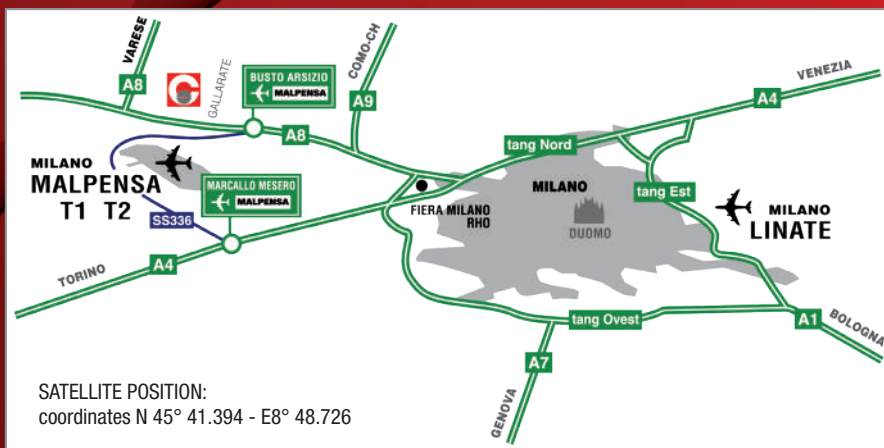 VARESE
COMO-CH
VENEZIA
A8
GALLARATE
BUSTO ARSIZIO
MALPENSA
A9
A4
A8
tang Nord
MILANO
MALPENSA
T1 T2
MARCALLO MESERO
MALPENSA
SS336
FIERA MILANO
RHO
MILANO
DUOMO
tang Est
MILANO
LINATE
TORINO
A4
tang Ovest
A1
BOLOGNA
A7
GENOVA
SATELLITE POSITION:
coordinates N 45° 41.394 - E8° 48.726